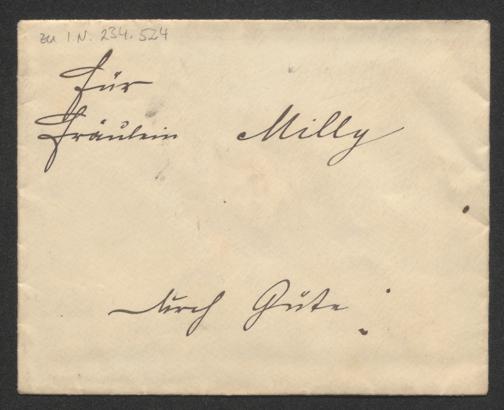 zu I.N. 234.524
Für
Fräulein Milly
durch Güte!